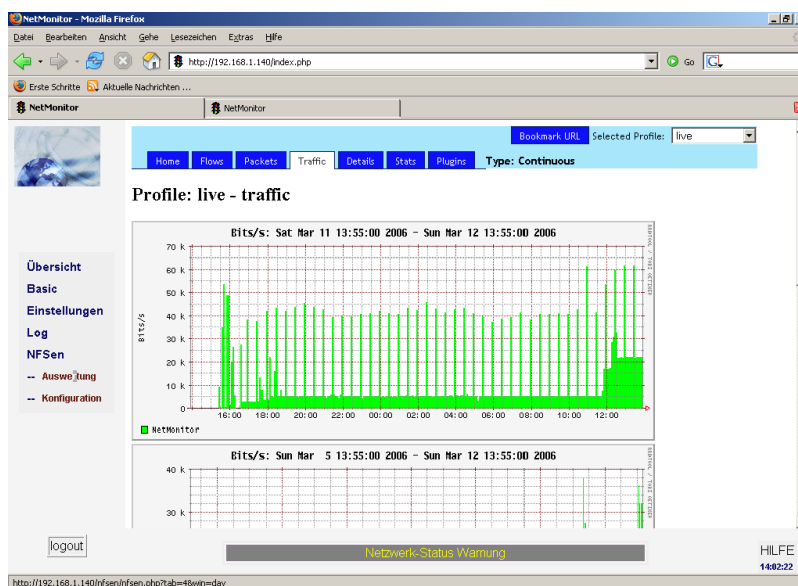 NetMonitor - Mozilla Firefox
Datei Bearbeiten Ansicht Gehe Lesezeichen Extras Hilfe
http://192.168.1.140/index.php
Go
Erste Schritte Aktuelle Nachrichten ...
NetMonitor NetMonitor
Bookmark URL Selected Profile: live
Home Flows Packets Traffic Details Stats Plugins Type: Continuous
Profile: live - traffic
Übersicht
Basic
Einstellungen
Log
NFSen
-- Auswertung
-- Konfiguration
Bits/s: Sat Mar 11 13:55:00 2006 - Sun Mar 12 13:55:00 2006
70 k
60 k
50 k
40 k
30 k
20 k
10 k
0
Bits/s
16:00 18:00 20:00 22:00 00:00 02:00 04:00 06:00 08:00 10:00 12:00
NetMonitor
RRDTOOL / TOBI OETIKER
Bits/s: Sun Mar 5 13:55:00 2006 - Sun Mar 12 13:55:00 2006
40 k
30 k
logout
Netzwerk-Status Warnung
HILFE
14:02:22
http://192.168.1.140/nfsen/nfsen.php?tab=4&win=day